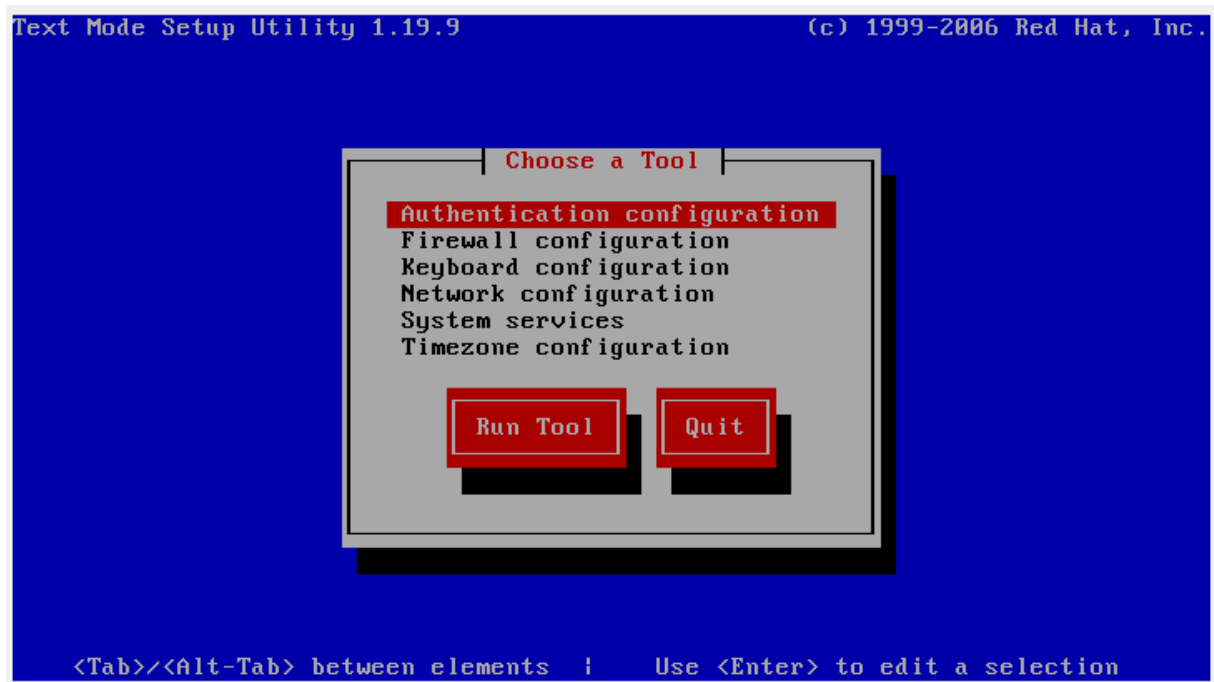 Text Mode Setup Utility 1.19.9 (c) 1999-2006 Red Hat, Inc.
Choose a Tool
Authentication configuration
Firewall configuration
Keyboard configuration
Network configuration
System services
Timezone configuration
Run Tool Quit
<Tab>/<Alt-Tab> between elements | Use <Enter> to edit a selection